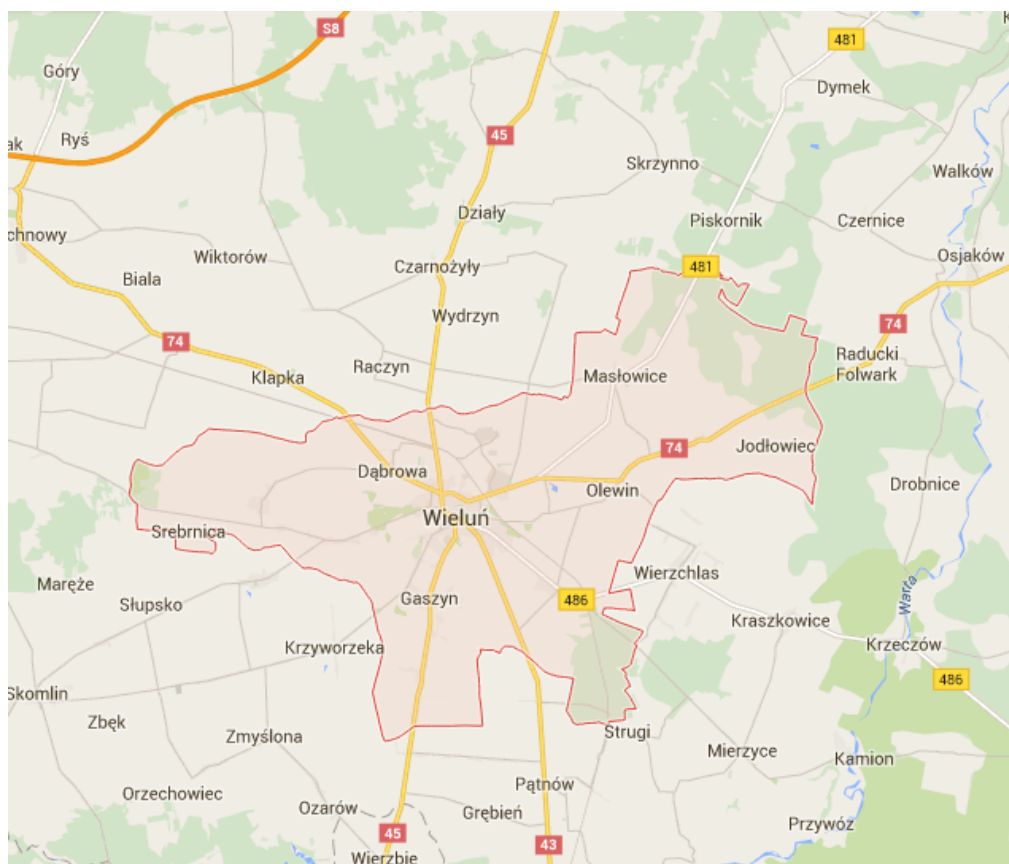 S8
481
Góry
Dymek
Ryś
ak
45
Skrzynno
Walków
Działy
Piskornik
Czernice
chnowy
Wiktorów
Czarnożyły
481
Osjaków
Biala
Wydrzyn
74
74
Raczyn
Klapka
Masłowice
Raducki
Folwark
Dąbrowa
74
Jodłowiec
Olewin
Drobnice
Wieluń
Srebrnica
Wierzchlas
Maręże
Słupsko
Gaszyn
486
Warta
Kraszkowice
Krzyworzeka
Krzeczów
Skomlin
486
Zbęk
Zmyślona
Strugi
Mierzyce
Kamion
Orzechowiec
Pątnów
Ozarów
Grębień
Przywóz
45
43
Wierzbie